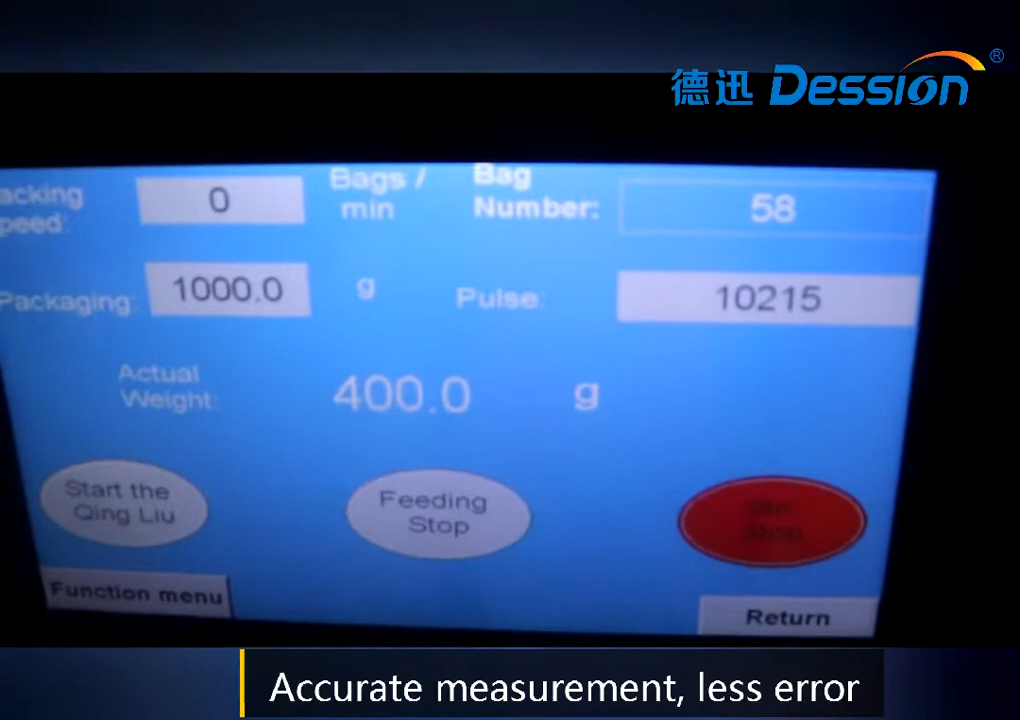 德迅 Dession®
acking peed: 0 Bags / min Bag Number: 58
Packaging: 1000.0 g Pulse: 10215
Actual Weight: 400.0 g
Start the Qing Liu
Feeding Stop
Stop
Function menu
Return
Accurate measurement, less error